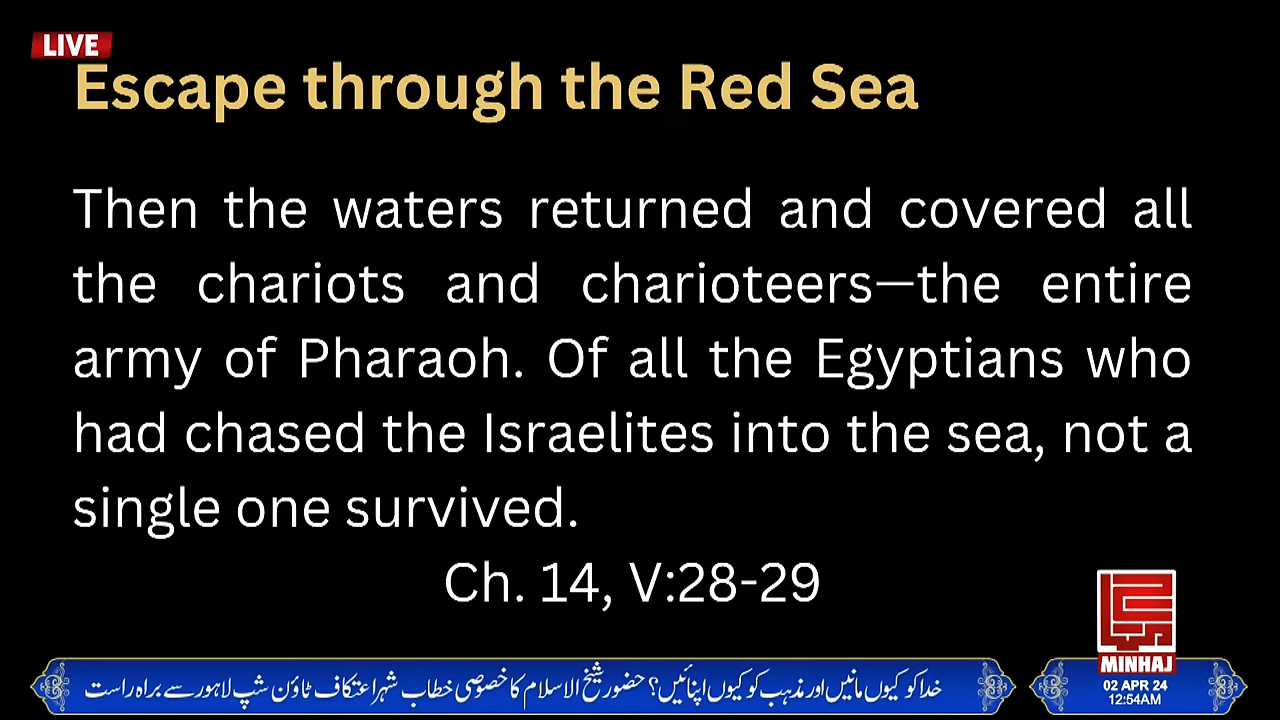 LIVE
Escape through the Red Sea
Then the waters returned and covered all
the chariots and charioteers—the entire
army of Pharaoh. Of all the Egyptians who
had chased the Israelites into the sea, not a
single one survived.
Ch. 14, V:28-29
MINHAJ
خدا کو کیوں مانیں اور مذہب کو کیوں اپنائیں؟ حضور شیخ الاسلام کا خصوصی خطاب شہر اعتکاف ٹاؤن شپ لاہور سے براہ راست
02 APR 24
12:54AM